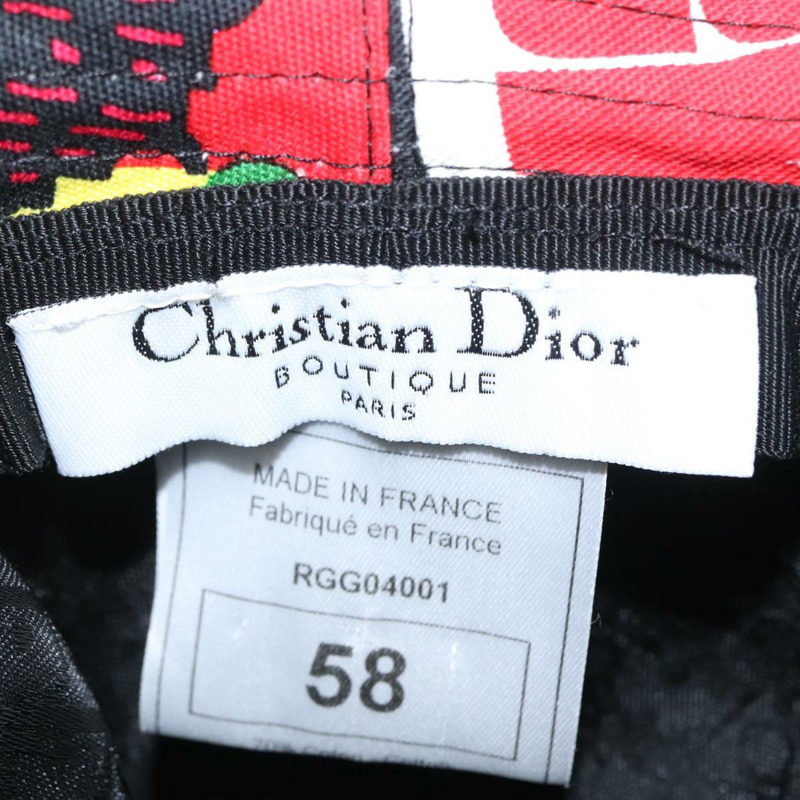 Christian Dior
BOUTIQUE
PARIS
MADE IN FRANCE
Fabriqué en France
RGG04001
58